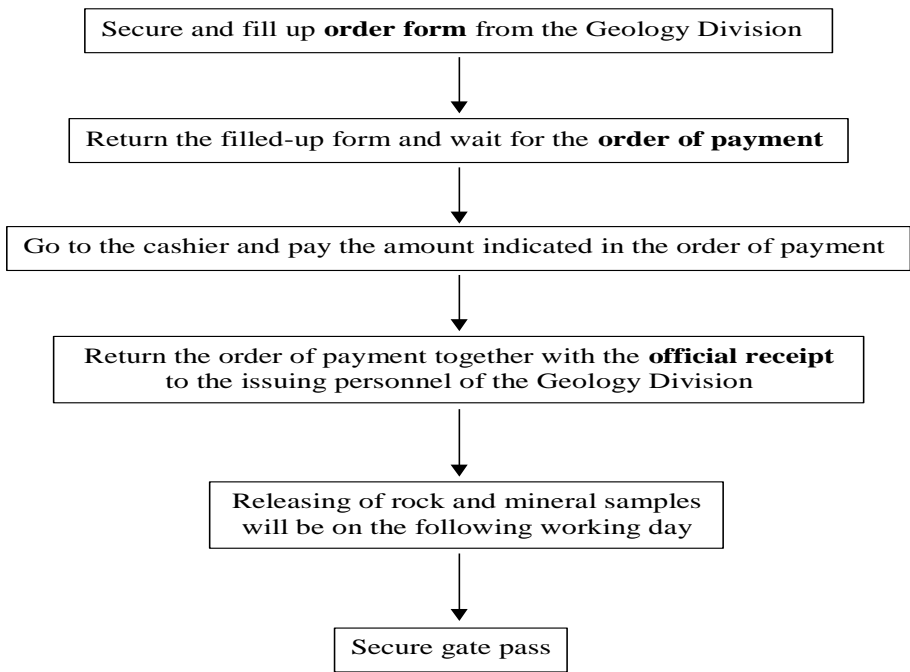 Secure and fill up order form from the Geology Division
Return the filled-up form and wait for the order of payment
Go to the cashier and pay the amount indicated in the order of payment
Return the order of payment together with the official receipt
to the issuing personnel of the Geology Division
Releasing of rock and mineral samples
will be on the following working day
Secure gate pass